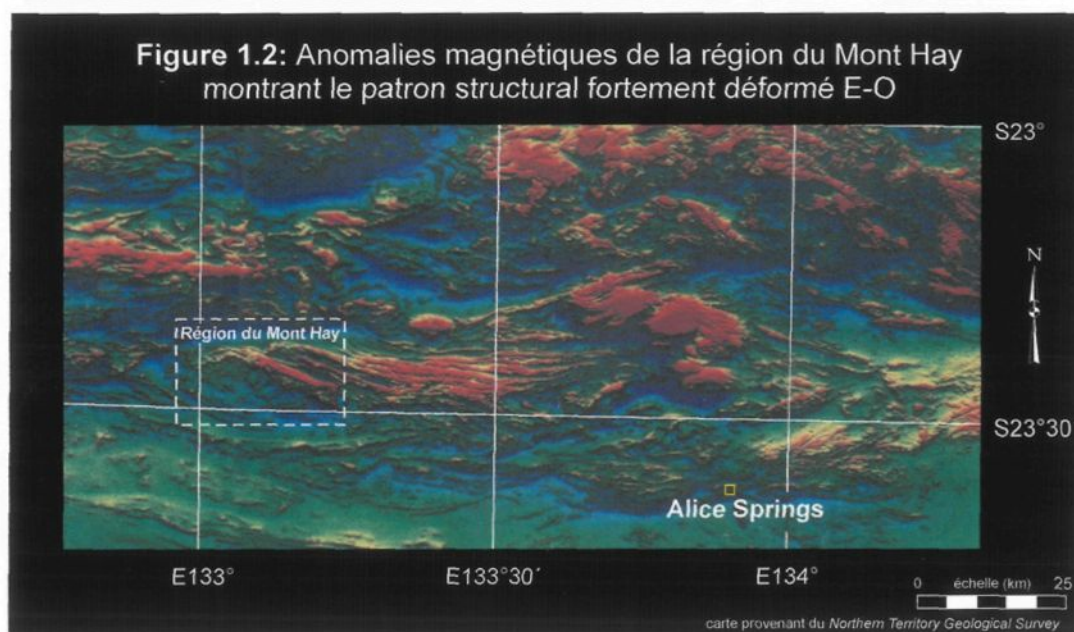 Figure 1.2: Anomalies magnétiques de la région du Mont Hay
montrant le patron structural fortement déformé E-O
S23°
N
Région du Mont Hay
S23°30
Alice Springs
E133°
E133°30´
E134°
0 échelle (km) 25
carte provenant du Northern Territory Geological Survey